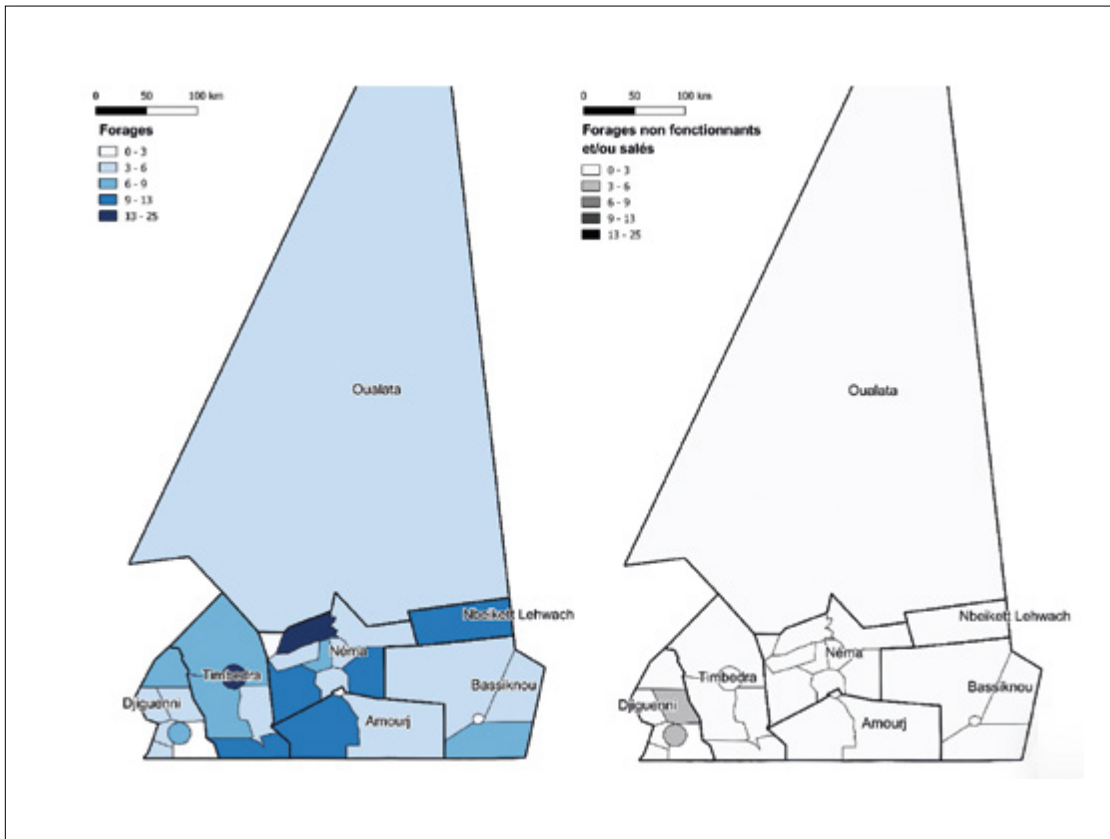 0 50 100 km
Forages
0 - 3
3 - 6
6 - 9
9 - 13
13 - 25
Oualata
Nbeikett Lehwach
Néma
Timbedra
Bassiknou
Djiguenni
Amourj
0 50 100 km
Forages non fonctionnants
et/ou salés
0 - 3
3 - 6
6 - 9
9 - 13
13 - 25
Oualata
Nbeikett Lehwach
Néma
Timbedra
Bassiknou
Djiguenni
Amourj